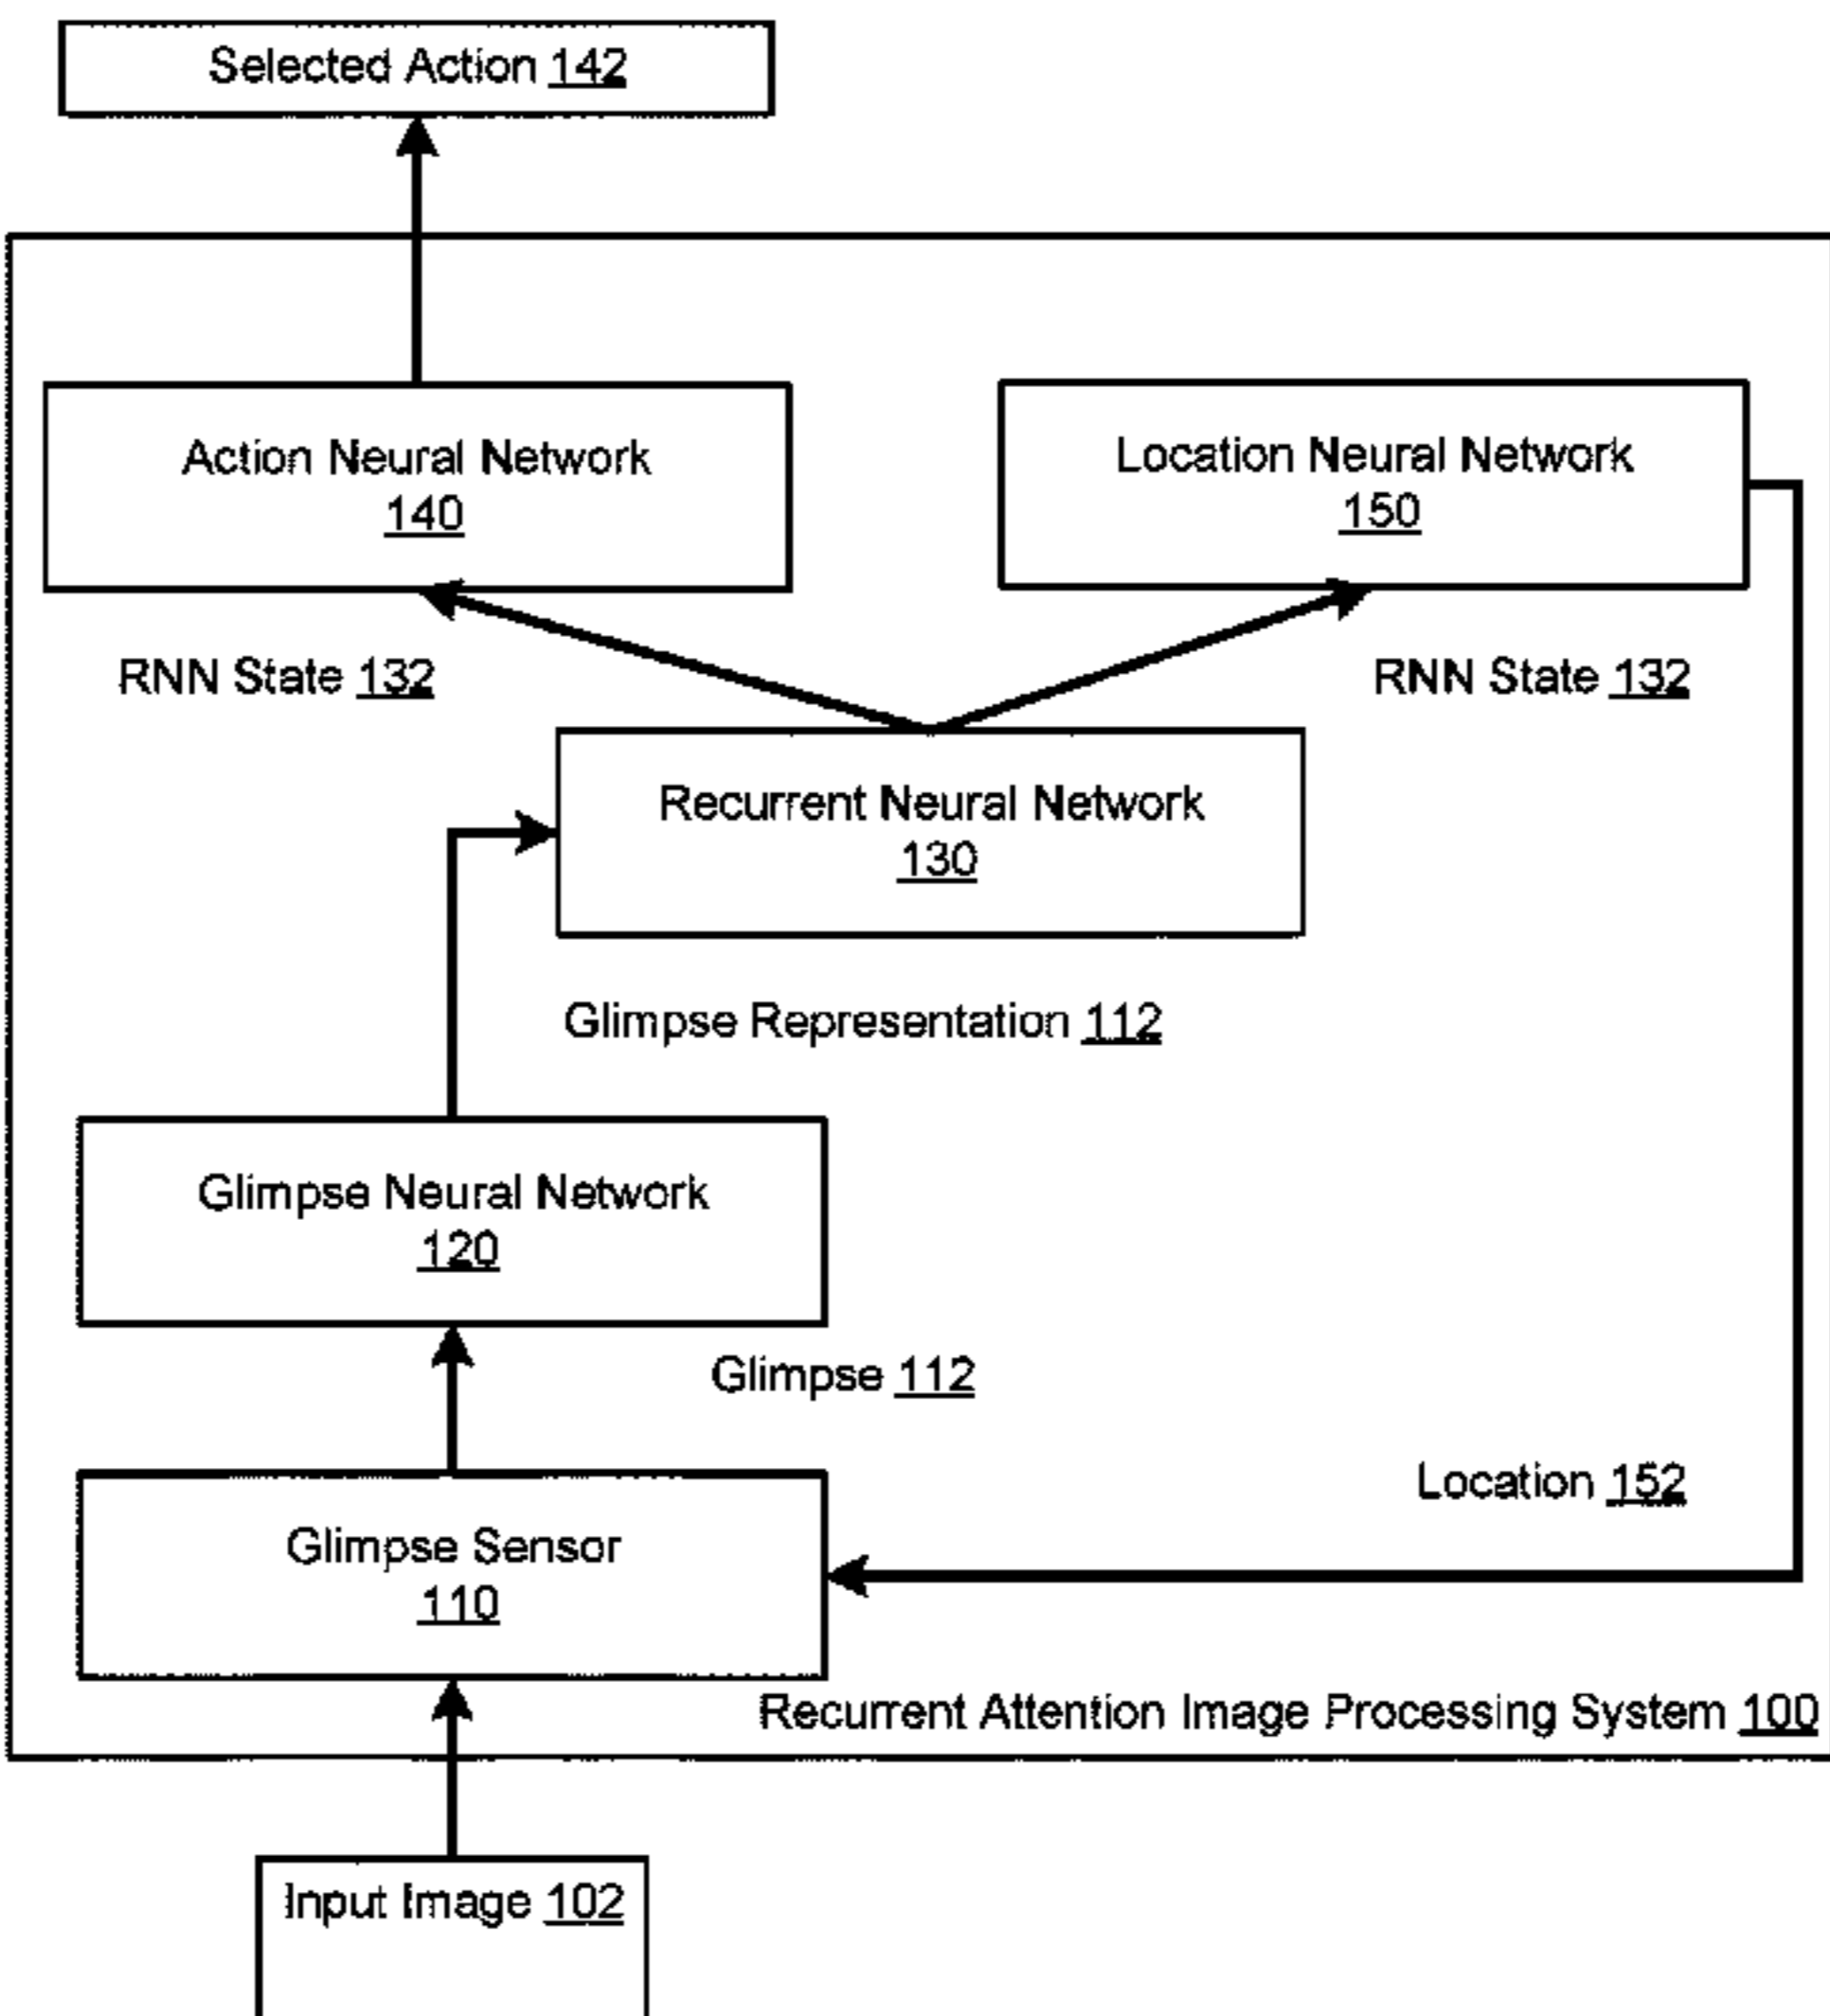 Selected Action 142
Action Neural Network
140
Location Neural Network
150
RNN State 132
RNN State 132
Recurrent Neural Network
130
Glimpse Representation 112
Glimpse Neural Network
120
Glimpse 112
Location 152
Glimpse Sensor
110
Recurrent Attention Image Processing System 100
Input Image 102